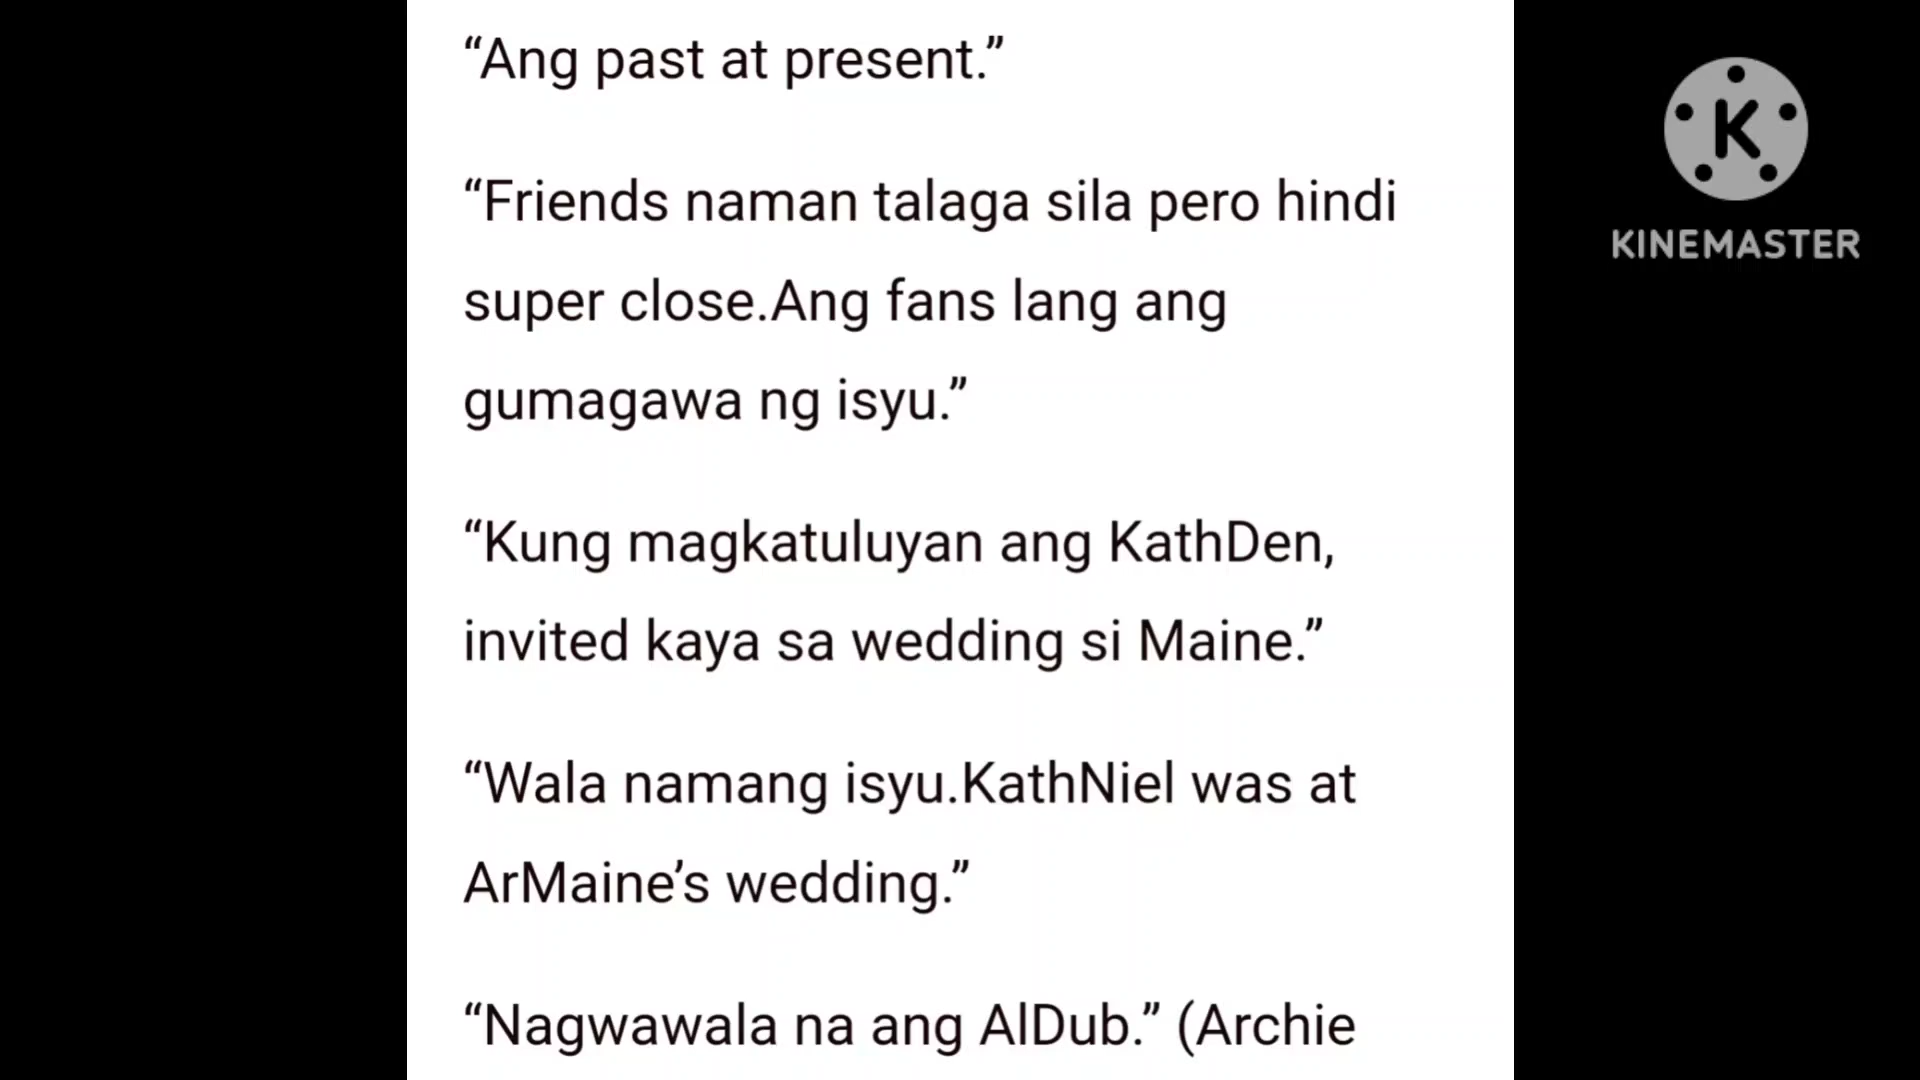 “Ang past at present.”
“Friends naman talaga sila pero hindi
super close.Ang fans lang ang
gumagawa ng isyu.”
“Kung magkatuluyan ang KathDen,
invited kaya sa wedding si Maine.”
“Wala namang isyu.KathNiel was at
ArMaine’s wedding.”
“Nagwawala na ang AlDub.” (Archie
K
KINEMASTER